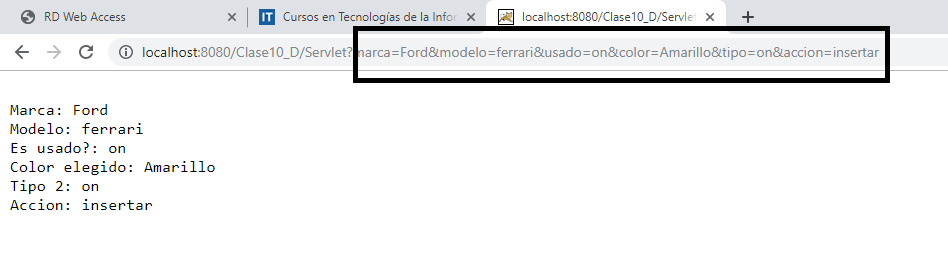 RD Web Access
IT Cursos en Tecnologías de la Infor
localhost:8080/Clase10_D/Servlet
localhost:8080/Clase10_D/Servlet?marca=Ford&modelo=ferrari&usado=on&color=Amarillo&tipo=on&accion=insertar
Marca: Ford
Modelo: ferrari
Es usado?: on
Color elegido: Amarillo
Tipo 2: on
Accion: insertar